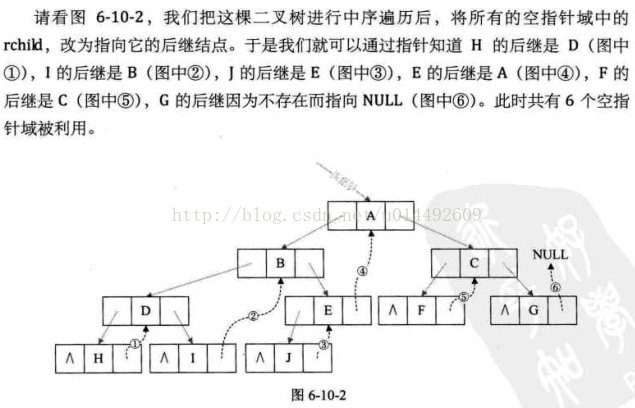 请看图 6-10-2，我们把这棵二叉树进行中序遍历后，将所有的空指针域中的
rchild，改为指向它的后继结点。于是我们就可以通过指针知道 H 的后继是 D（图中
①），I 的后继是 B（图中②），J 的后继是 E（图中③），E 的后继是 A（图中④），F 的
后继是 C（图中⑤），G 的后继因为不存在而指向 NULL（图中⑥）。此时共有 6 个空指
针域被利用。
头指针
http://blog.csdn.net/u014492609
A
B
C
NULL
④
⑥
D
②
E
∧ F
⑤
∧ G
∧ H
①
∧ I
∧ J
③
图 6-10-2